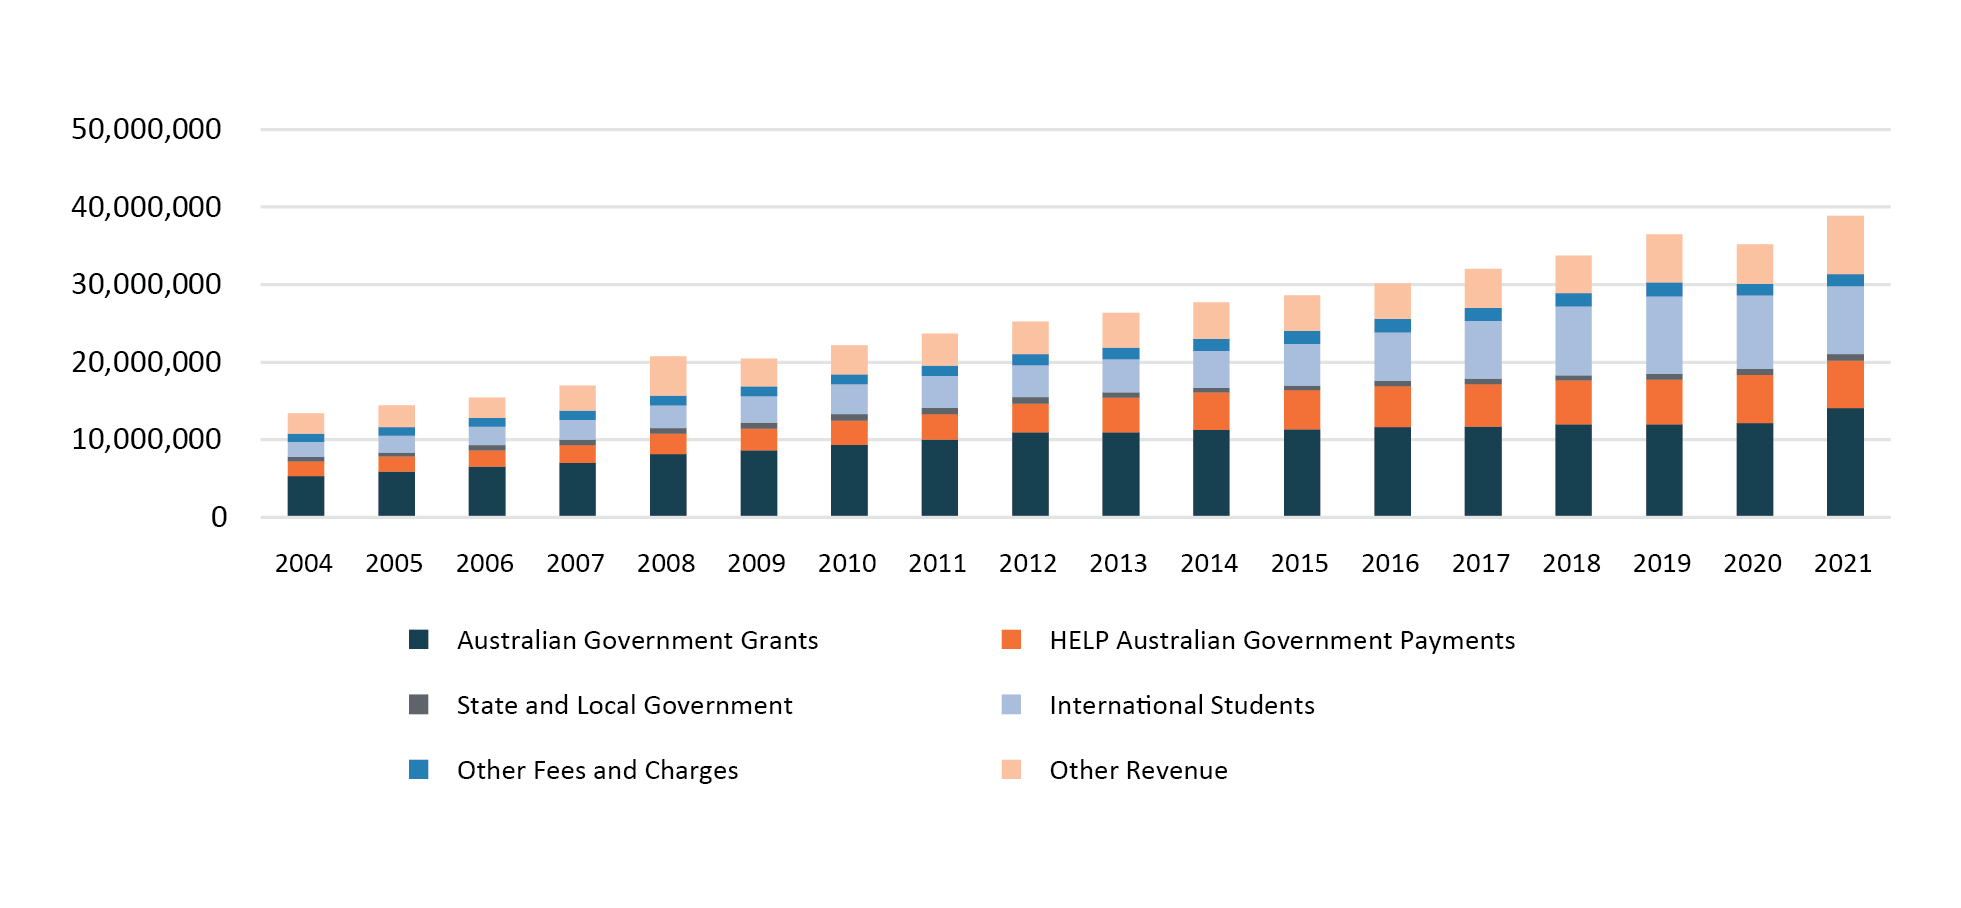 50,000,000
40,000,000
30,000,000
20,000,000
10,000,000
0
2004 2005 2006 2007 2008 2009 2010 2011 2012 2013 2014 2015 2016 2017 2018 2019 2020 2021
Australian Government Grants HELP Australian Government Payments
State and Local Government International Students
Other Fees and Charges Other Revenue